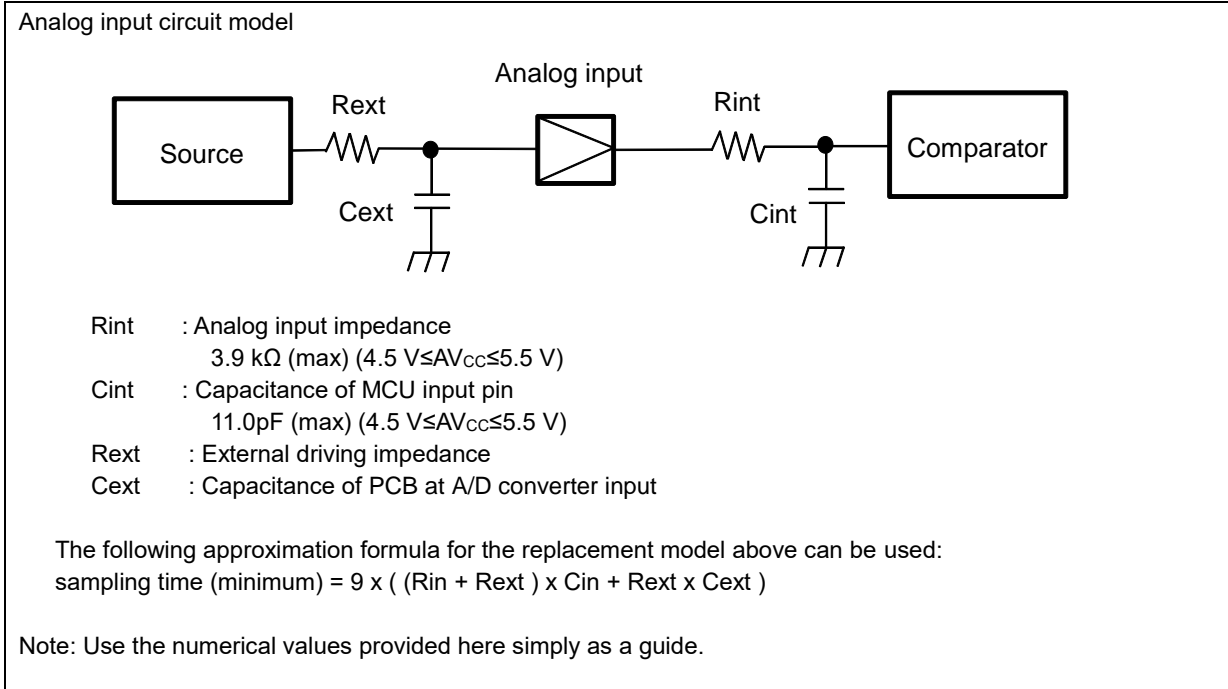 Analog input circuit model
Analog input
Rext
Rint
Source
Comparator
Cext
Cint
Rint : Analog input impedance
3.9 kΩ (max) (4.5 V≤AVCC≤5.5 V)
Cint : Capacitance of MCU input pin
11.0pF (max) (4.5 V≤AVCC≤5.5 V)
Rext : External driving impedance
Cext : Capacitance of PCB at A/D converter input
The following approximation formula for the replacement model above can be used:
sampling time (minimum) = 9 x ( (Rin + Rext ) x Cin + Rext x Cext )
Note: Use the numerical values provided here simply as a guide.